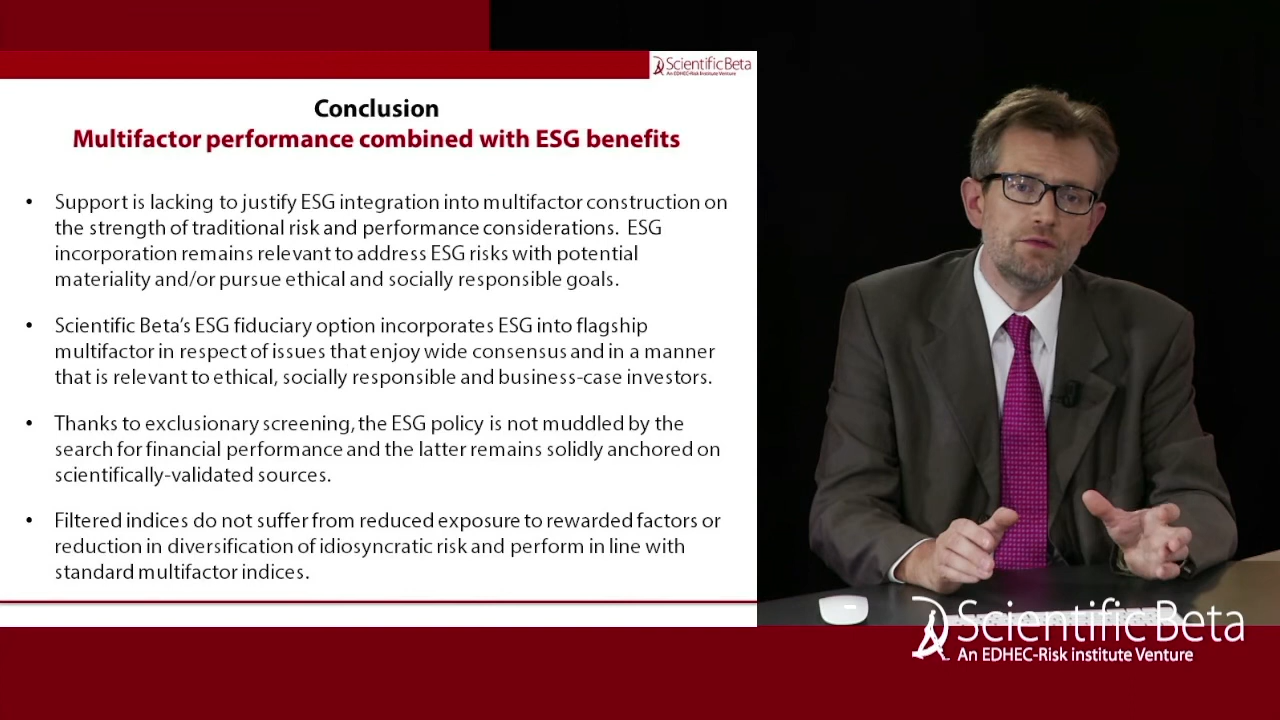 ScientificBeta
An EDHEC-Risk Institute Venture
Conclusion
Multifactor performance combined with ESG benefits
• Support is lacking to justify ESG integration into multifactor construction on
the strength of traditional risk and performance considerations. ESG
incorporation remains relevant to address ESG risks with potential
materiality and/or pursue ethical and socially responsible goals.
• Scientific Beta's ESG fiduciary option incorporates ESG into flagship
multifactor in respect of issues that enjoy wide consensus and in a manner
that is relevant to ethical, socially responsible and business-case investors.
• Thanks to exclusionary screening, the ESG policy is not muddled by the
search for financial performance and the latter remains solidly anchored on
scientifically-validated sources.
• Filtered indices do not suffer from reduced exposure to rewarded factors or
reduction in diversification of idiosyncratic risk and perform in line with
standard multifactor indices.
Scientific Beta
An EDHEC-Risk institute Venture